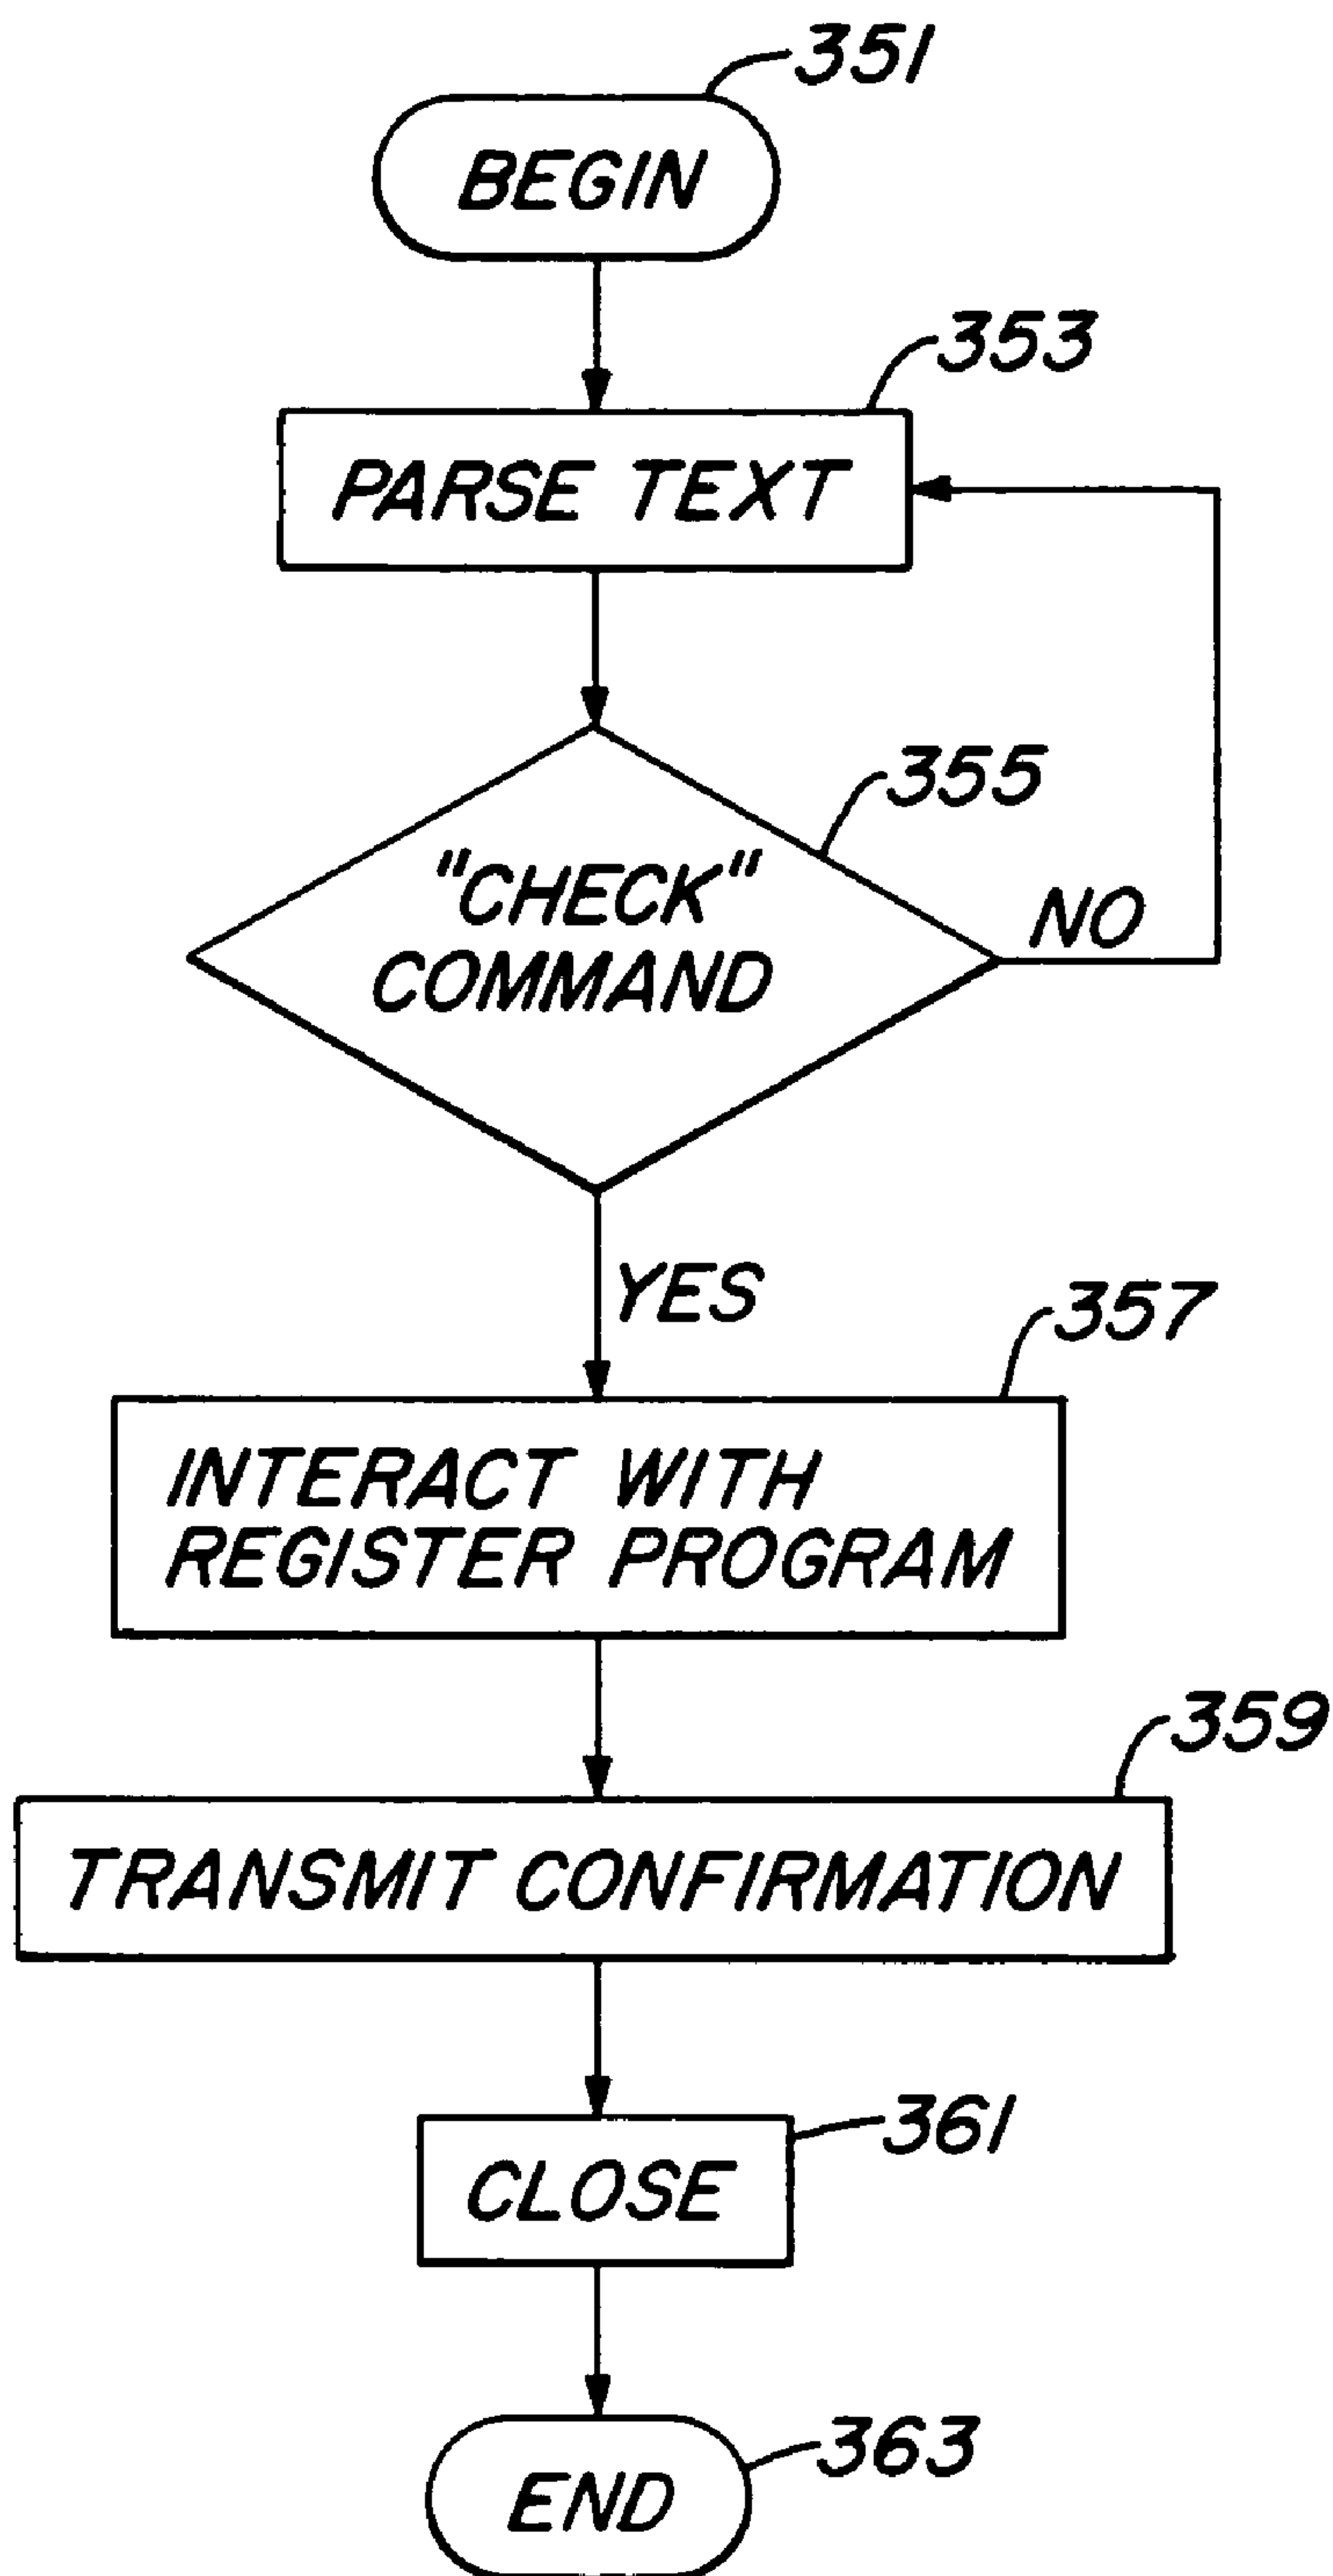 351
BEGIN
353
PARSE TEXT
355
"CHECK"
COMMAND
NO
YES
357
INTERACT WITH
REGISTER PROGRAM
359
TRANSMIT CONFIRMATION
361
CLOSE
363
END